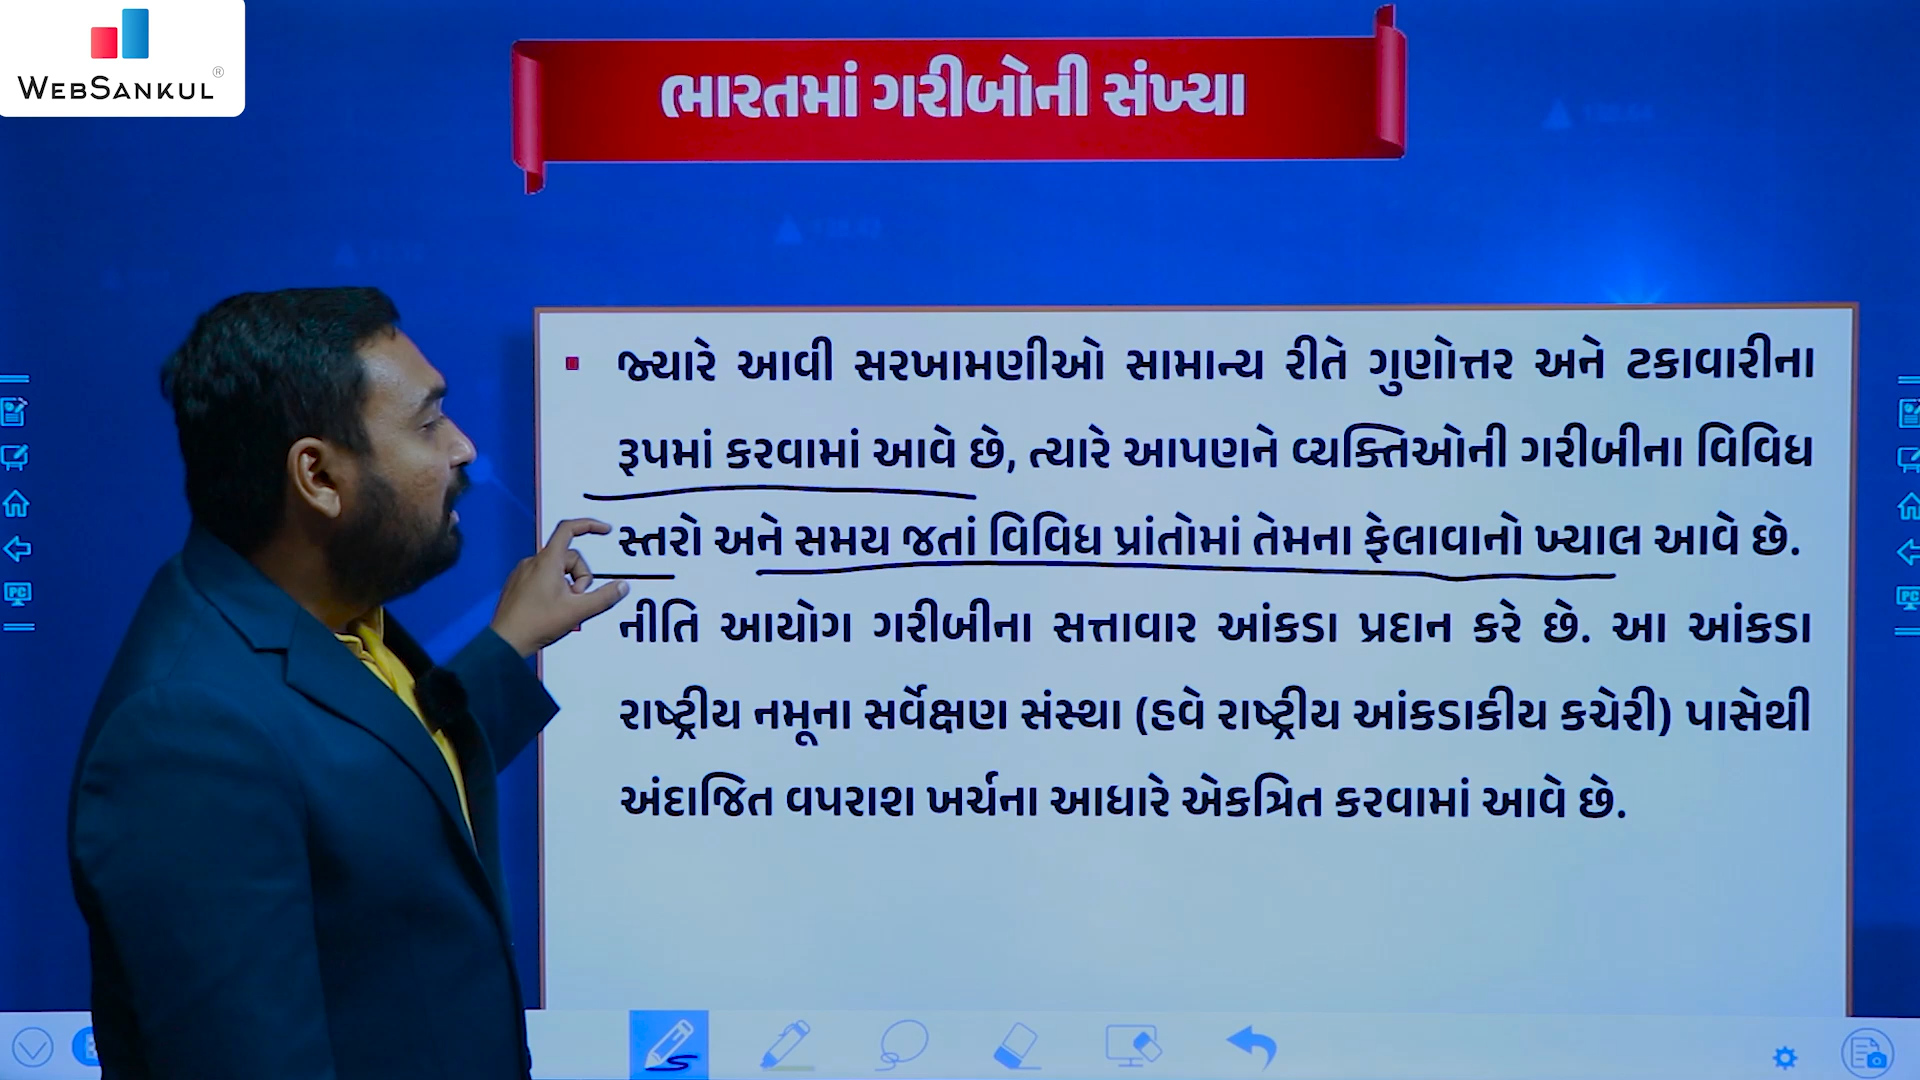 WEBSANKUL®
ભારતમાં ગરીબોની સંખ્યા
▪ જ્યારે આવી સરખામણીઓ સામાન્ય રીતે ગુણોત્તર અને ટકાવારીના
રૂપમાં કરવામાં આવે છે, ત્યારે આપણને વ્યક્તિઓની ગરીબીના વિવિધ
સ્તરો અને સમય જતાં વિવિધ પ્રાંતોમાં તેમના ફેલાવાનો ખ્યાલ આવે છે.
નીતિ આયોગ ગરીબીના સત્તાવાર આંકડા પ્રદાન કરે છે. આ આંકડા
રાષ્ટ્રીય નમૂના સર્વેક્ષણ સંસ્થા (હવે રાષ્ટ્રીય આંકડાકીય કચેરી) પાસેથી
અંદાજિત વપરાશ ખર્ચના આધારે એકત્રિત કરવામાં આવે છે.
PC
PC